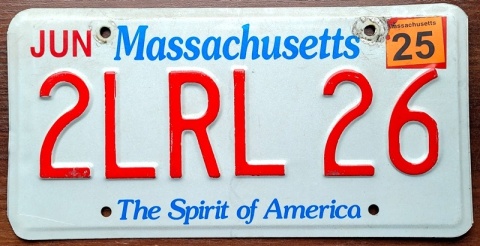 JUN Massachusetts
massachusetts
25
2LRL 26
The Spirit of America